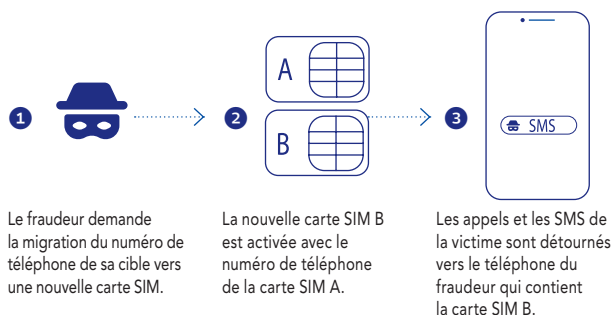 1
Le fraudeur demande
la migration du numéro de
téléphone de sa cible vers
une nouvelle carte SIM.
2
A
B
La nouvelle carte SIM B
est activée avec le
numéro de téléphone
de la carte SIM A.
3
SMS
Les appels et les SMS de
la victime sont détournés
vers le téléphone du
fraudeur qui contient
la carte SIM B.